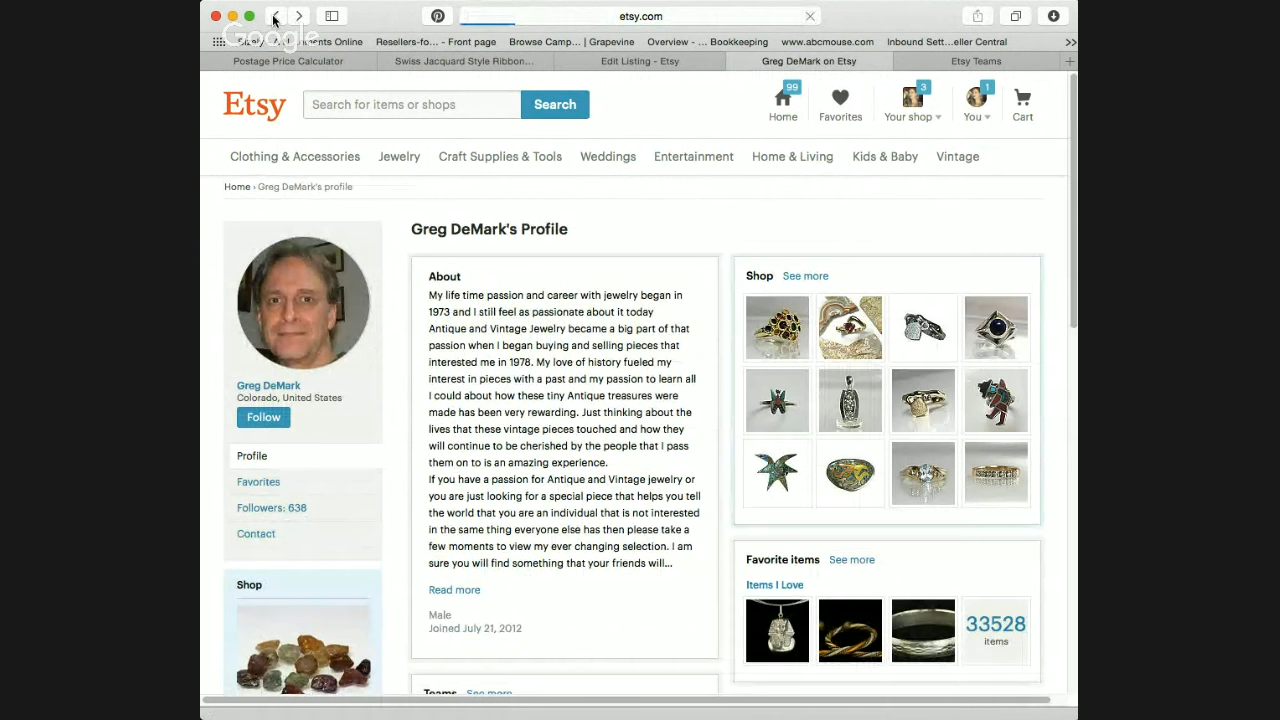 etsy.com
Google
Resellers-fo... - Front page
Browse Camp... | Grapevine
Overview - ... Bookkeeping
www.abcmouse.com
Inbound Sett...eller Central
Postage Price Calculator
Swiss Jacquard Style Ribbon...
Edit Listing - Etsy
Greg DeMark on Etsy
Etsy Teams
Etsy
Search for items or shops
Search
99
3
1
Home
Favorites
Your shop
You
Cart
Clothing & Accessories
Jewelry
Craft Supplies & Tools
Weddings
Entertainment
Home & Living
Kids & Baby
Vintage
Home › Greg DeMark's profile
Greg DeMark
Colorado, United States
Follow
Profile
Favorites
Followers: 638
Contact
Shop
Greg DeMark's Profile
About
My life time passion and career with jewelry began in
1973 and I still feel as passionate about it today
Antique and Vintage Jewelry became a big part of that
passion when I began buying and selling pieces that
interested me in 1978. My love of history fueled my
interest in pieces with a past and my passion to learn all
I could about how these tiny Antique treasures were
made has been very rewarding. Just thinking about the
lives that these vintage pieces touched and how they
will continue to be cherished by the people that I pass
them on to is an amazing experience.
If you have a passion for Antique and Vintage jewelry or
you are just looking for a special piece that helps you tell
the world that you are an individual that is not interested
in the same thing everyone else has then please take a
few moments to view my ever changing selection. I am
sure you will find something that your friends will...
Read more
Male
Joined July 21, 2012
Teams See more
Shop See more
Favorite items See more
Items I Love
33528
items